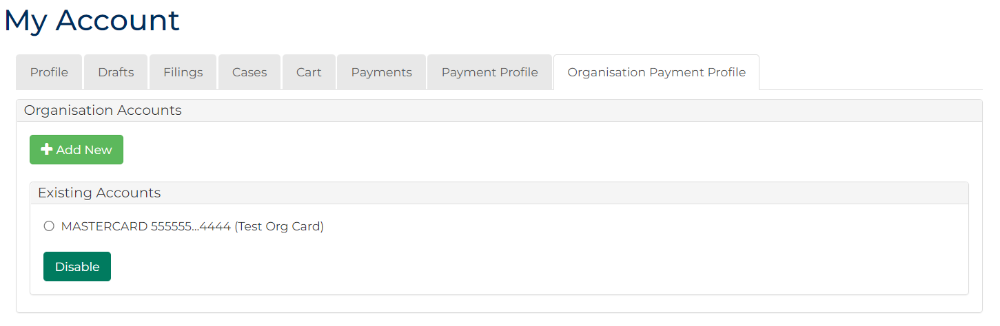 My Account
Profile Drafts Filings Cases Cart Payments Payment Profile Organisation Payment Profile
Organisation Accounts
Add New
Existing Accounts
MASTERCARD 555555...4444 (Test Org Card)
Disable